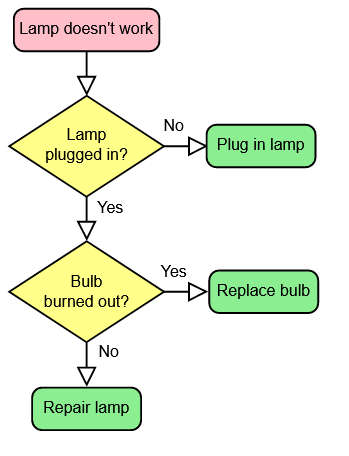 Lamp doesn't work
Lamp
plugged in?
No
Plug in lamp
Yes
Bulb
burned out?
Yes
Replace bulb
No
Repair lamp